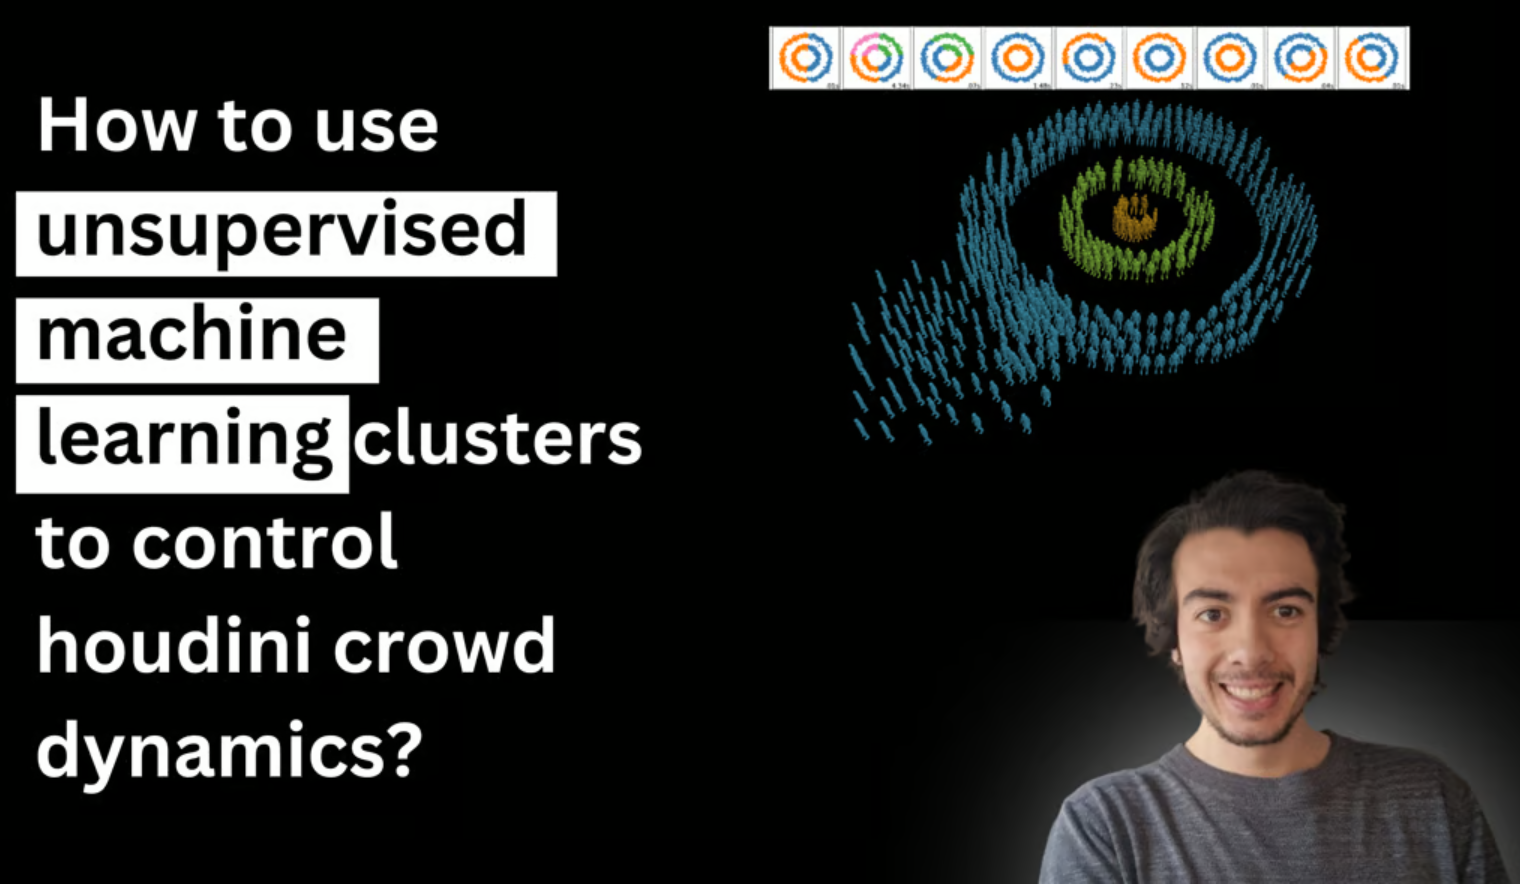 How to use
unsupervised
machine
learning clusters
to control
houdini crowd
dynamics?